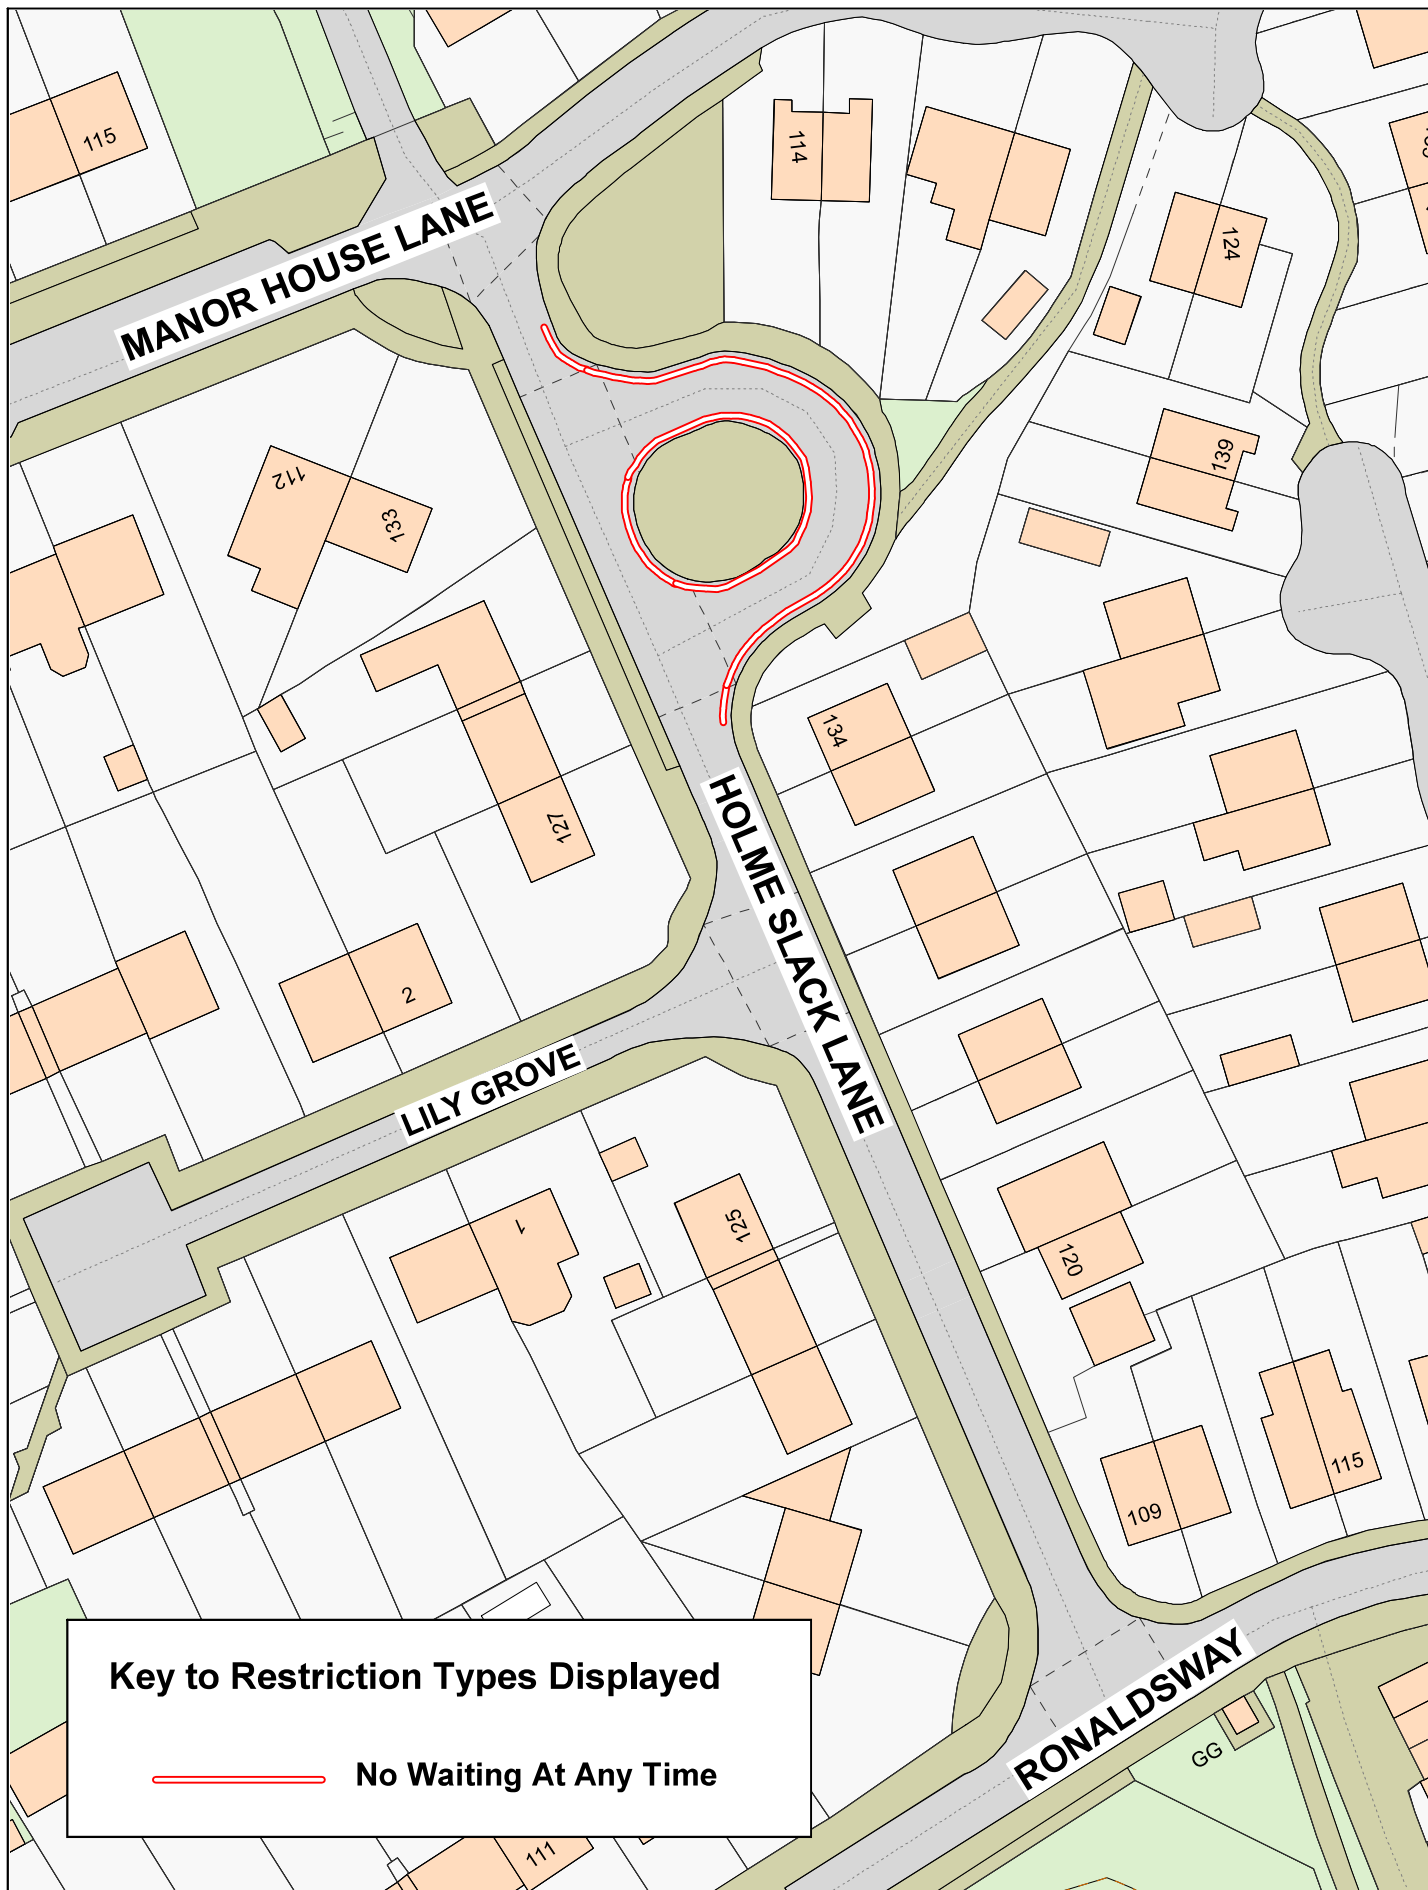 115
114
MANOR HOUSE LANE
124
139
112
133
134
127
HOLME SLACK LANE
2
LILY GROVE
1
125
120
115
109
RONALDSWAY
GG
Key to Restriction Types Displayed
No Waiting At Any Time
111